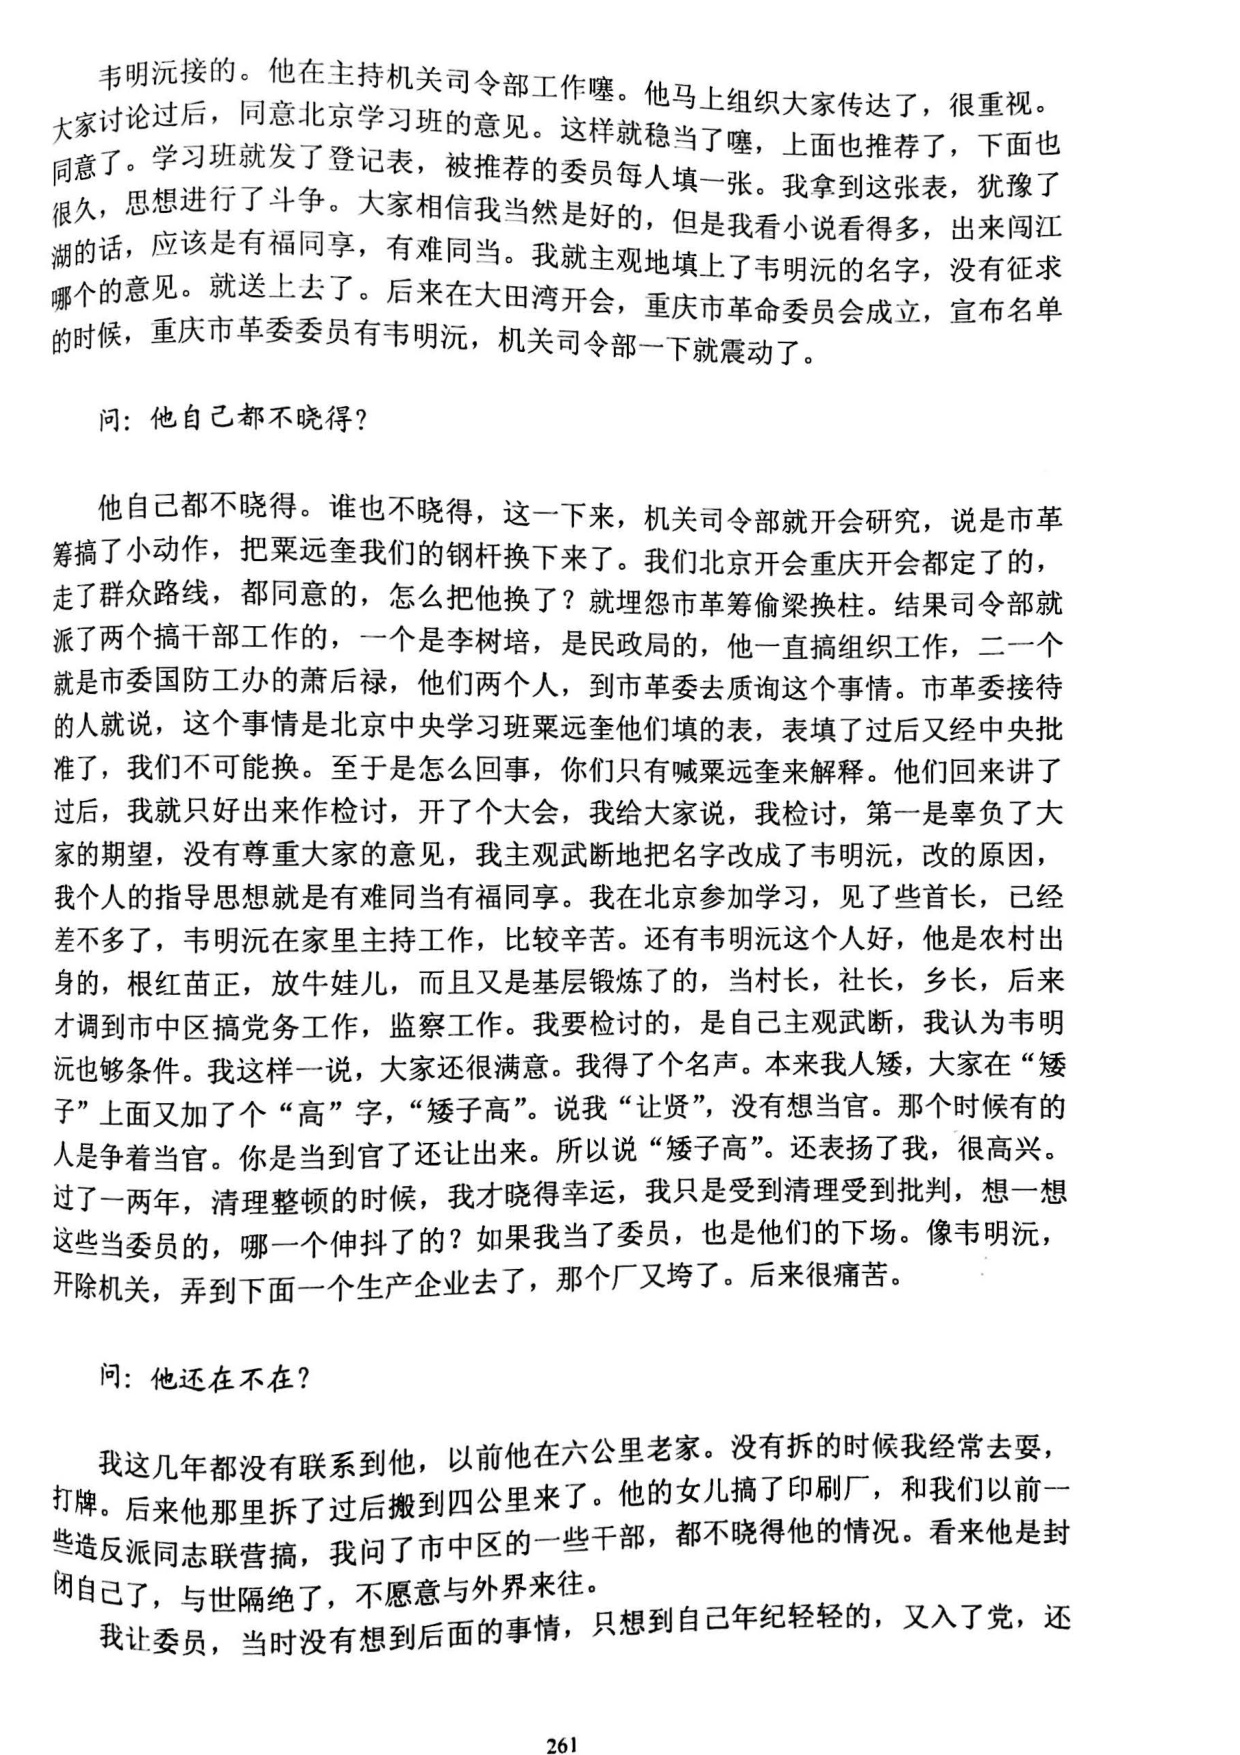 韦明沅接的。他在主持机关司令部工作噻。他马上组织大家传达了，很重视。
大家讨论过后，同意北京学习班的意见。这样就稳当了噻，上面也推荐了，下面也
同意了。学习班就发了登记表，被推荐的委员每人填一张。我拿到这张表，犹豫了
很久，思想进行了斗争。大家相信我当然是好的，但是我看小说看得多，出来闯江
湖的话，应该是有福同享，有难同当。我就主观地填上了韦明沅的名字，没有征求
哪个的意见。就送上去了。后来在大田湾开会，重庆市革命委员会成立，宣布名单
的时候，重庆市革委委员有韦明沅，机关司令部一下就震动了。
问：他自己都不晓得？
他自己都不晓得。谁也不晓得，这一下来，机关司令部就开会研究，说是市革
筹搞了小动作，把粟远奎我们的钢杆换下来了。我们北京开会重庆开会都定了的，
走了群众路线，都同意的，怎么把他换了？就埋怨市革筹偷梁换柱。结果司令部就
派了两个搞干部工作的，一个是李树培，是民政局的，他一直搞组织工作，二一个
就是市委国防工办的萧后禄，他们两个人，到市革委去质询这个事情。市革委接待
的人就说，这个事情是北京中央学习班粟远奎他们填的表，表填了过后又经中央批
准了，我们不可能换。至于是怎么回事，你们只有喊粟远奎来解释。他们回来讲了
过后，我就只好出来作检讨，开了个大会，我给大家说，我检讨，第一是辜负了大
家的期望，没有尊重大家的意见，我主观武断地把名字改成了韦明沅，改的原因，
我个人的指导思想就是有难同当有福同享。我在北京参加学习，见了些首长，已经
差不多了，韦明沅在家里主持工作，比较辛苦。还有韦明沅这个人好，他是农村出
身的，根红苗正，放牛娃儿，而且又是基层锻炼了的，当村长，社长，乡长，后来
才调到市中区搞党务工作，监察工作。我要检讨的，是自己主观武断，我认为韦明
沅也够条件。我这样一说，大家还很满意。我得了个名声。本来我人矮，大家在“矮
子”上面又加了个“高”字，“矮子高”。说我“让贤”，没有想当官。那个时候有的
人是争着当官。你是当到官了还让出来。所以说“矮子高”。还表扬了我，很高兴。
过了一两年，清理整顿的时候，我才晓得幸运，我只是受到清理受到批判，想一想
这些当委员的，哪一个伸抖了的？如果我当了委员，也是他们的下场。像韦明沅，
开除机关，弄到下面一个生产企业去了，那个厂又垮了。后来很痛苦。
问：他还在不在？
我这几年都没有联系到他，以前他在六公里老家。没有拆的时候我经常去耍，
打牌。后来他那里拆了过后搬到四公里来了。他的女儿搞了印刷厂，和我们以前一
些造反派同志联营搞，我问了市中区的一些干部，都不晓得他的情况。看来他是封
闭自己了，与世隔绝了，不愿意与外界来往。
我让委员，当时没有想到后面的事情，只想到自己年纪轻轻的，又入了党，还
261